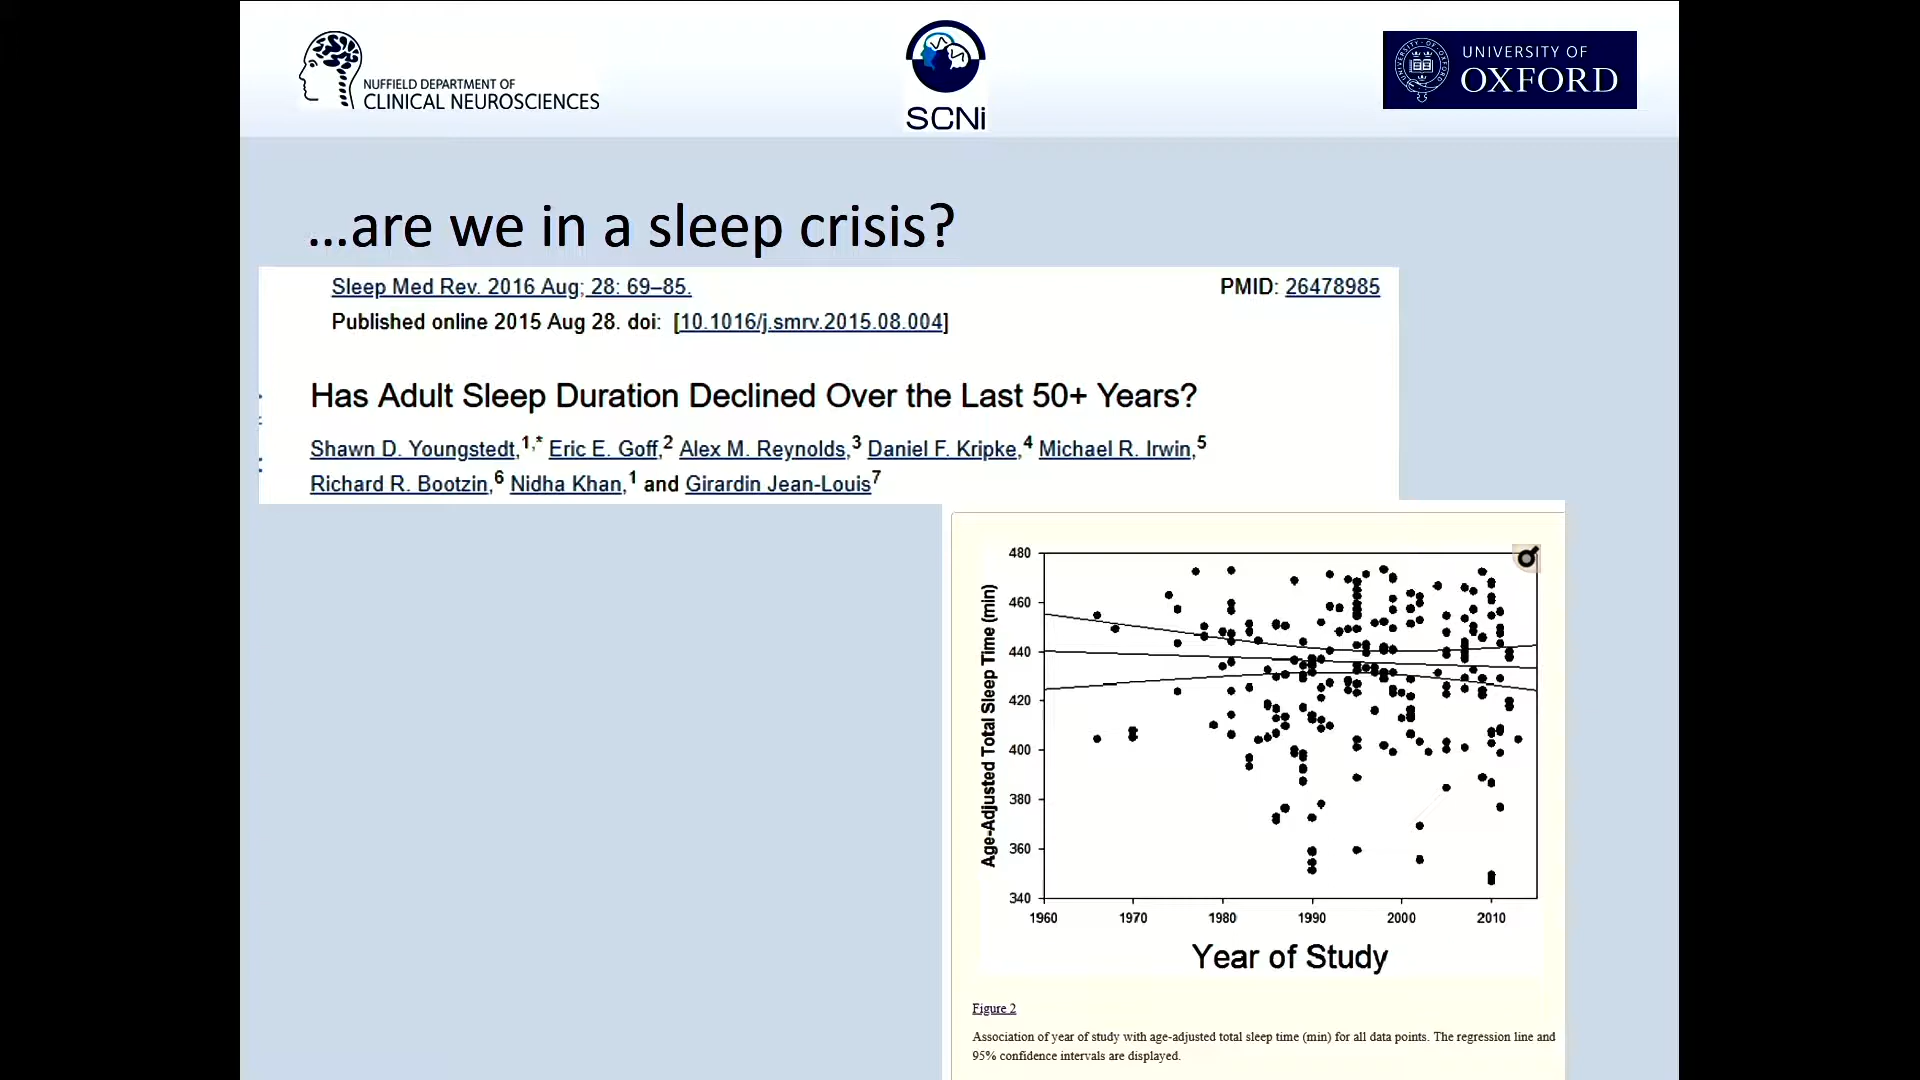 NUFFIELD DEPARTMENT OF
CLINICAL NEUROSCIENCES
SCNi
UNIVERSITY OF
OXFORD
...are we in a sleep crisis?
Sleep Med Rev. 2016 Aug; 28: 69–85.
PMID: 26478985
Published online 2015 Aug 28. doi: [10.1016/j.smrv.2015.08.004]
Has Adult Sleep Duration Declined Over the Last 50+ Years?
Shawn D. Youngstedt,1,* Eric E. Goff,2 Alex M. Reynolds,3 Daniel F. Kripke,4 Michael R. Irwin,5
Richard R. Bootzin,6 Nidha Khan,1 and Girardin Jean-Louis7
Age-Adjusted Total Sleep Time (min)
480
460
440
420
400
380
360
340
1960 1970 1980 1990 2000 2010
Year of Study
Figure 2
Association of year of study with age-adjusted total sleep time (min) for all data points. The regression line and
95% confidence intervals are displayed.